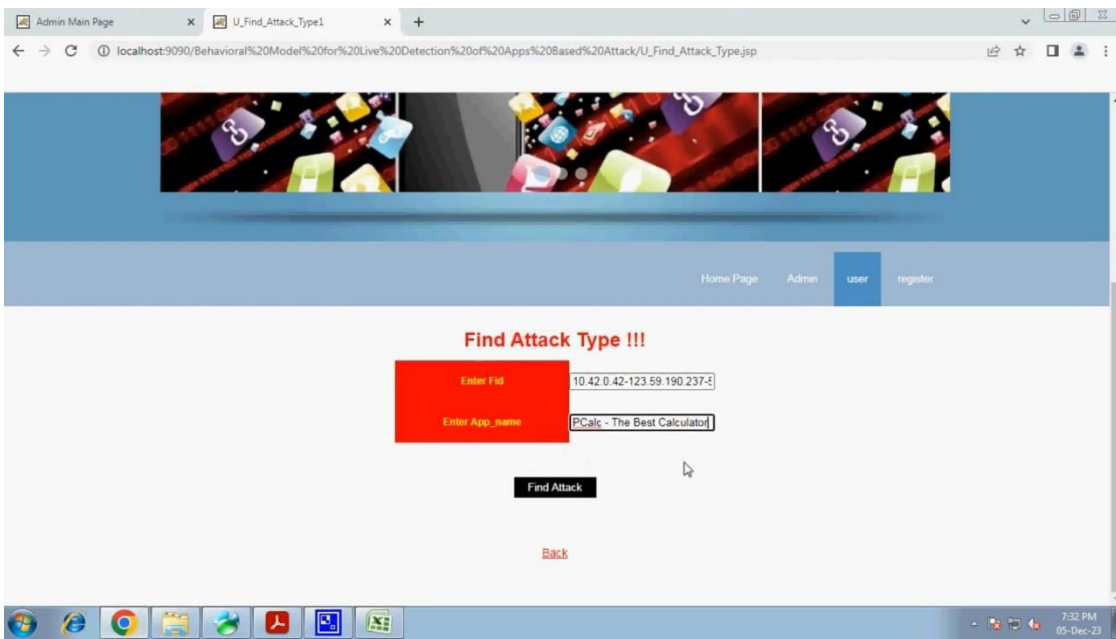 Admin Main Page
U_Find_Attack_Type1
localhost:9090/Behavioral%20Model%20for%20Live%20Detection%20of%20Apps%20Based%20Attack/U_Find_Attack_Type.jsp
Home Page Admin user register
Find Attack Type !!!
Enter Fid 10.42.0.42-123.59.190.237-5
Enter App_name PCalc - The Best Calculator
Find Attack
Back
7:32 PM
05-Dec-23